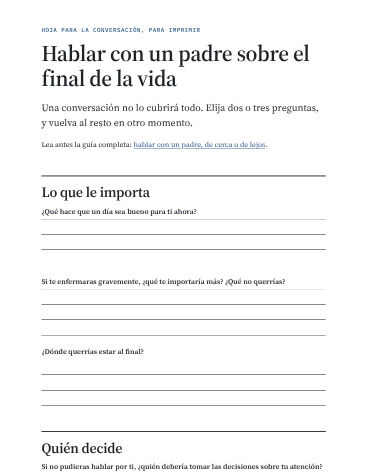 HOJA PARA LA CONVERSACIÓN, PARA IMPRIMIR
Hablar con un padre sobre el
final de la vida
Una conversación no lo cubrirá todo. Elija dos o tres preguntas,
y vuelva al resto en otro momento.
Lea antes la guía completa: hablar con un padre, de cerca o de lejos.
Lo que le importa
¿Qué hace que un día sea bueno para ti ahora?
Si te enfermaras gravemente, ¿qué te importaría más? ¿Qué no querrías?
¿Dónde querrías estar al final?
Quién decide
Si no pudieras hablar por ti, ¿quién debería tomar las decisiones sobre tu atención?